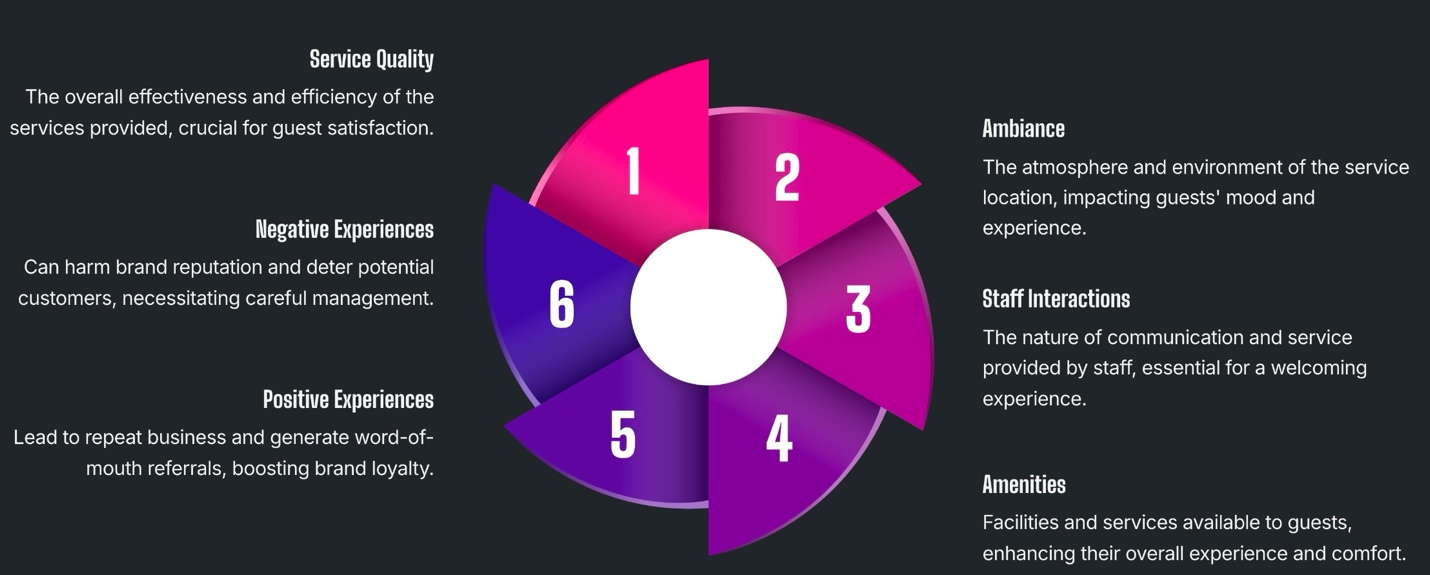 Service Quality
The overall effectiveness and efficiency of the
services provided, crucial for guest satisfaction.
Negative Experiences
Can harm brand reputation and deter potential
customers, necessitating careful management.
Positive Experiences
Lead to repeat business and generate word-of-
mouth referrals, boosting brand loyalty.
1
2
3
4
5
6
Ambiance
The atmosphere and environment of the service
location, impacting guests' mood and
experience.
Staff Interactions
The nature of communication and service
provided by staff, essential for a welcoming
experience.
Amenities
Facilities and services available to guests,
enhancing their overall experience and comfort.